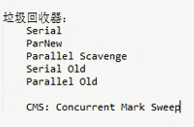 垃圾回收器:
Serial
ParNew
Parallel Scavenge
Serial Old
Parallel Old
CMS: Concurrent Mark Sweep